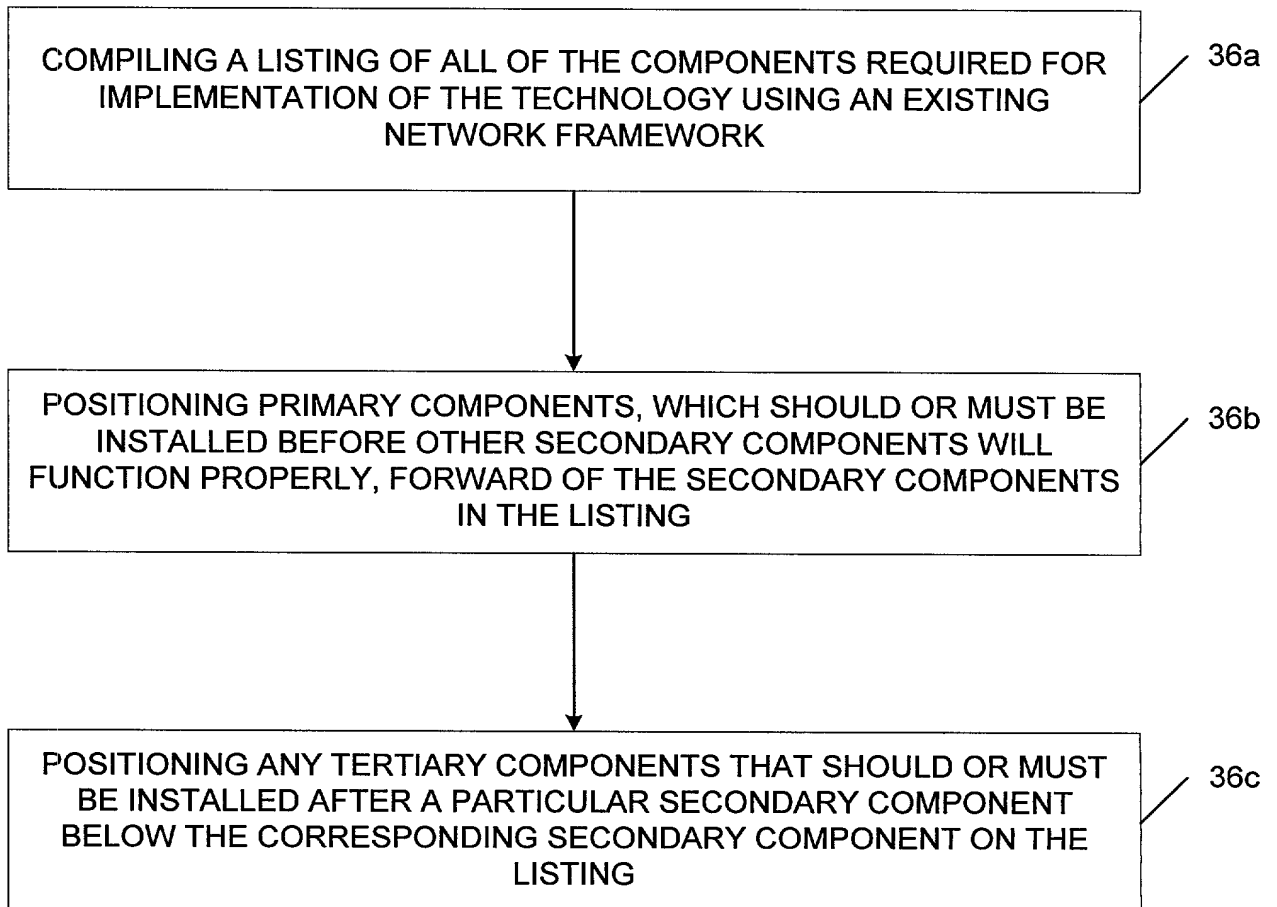 COMPILING A LISTING OF ALL OF THE COMPONENTS REQUIRED FOR
IMPLEMENTATION OF THE TECHNOLOGY USING AN EXISTING
NETWORK FRAMEWORK
36a
POSITIONING PRIMARY COMPONENTS, WHICH SHOULD OR MUST BE
INSTALLED BEFORE OTHER SECONDARY COMPONENTS WILL
FUNCTION PROPERLY, FORWARD OF THE SECONDARY COMPONENTS
IN THE LISTING
36b
POSITIONING ANY TERTIARY COMPONENTS THAT SHOULD OR MUST
BE INSTALLED AFTER A PARTICULAR SECONDARY COMPONENT
BELOW THE CORRESPONDING SECONDARY COMPONENT ON THE
LISTING
36c